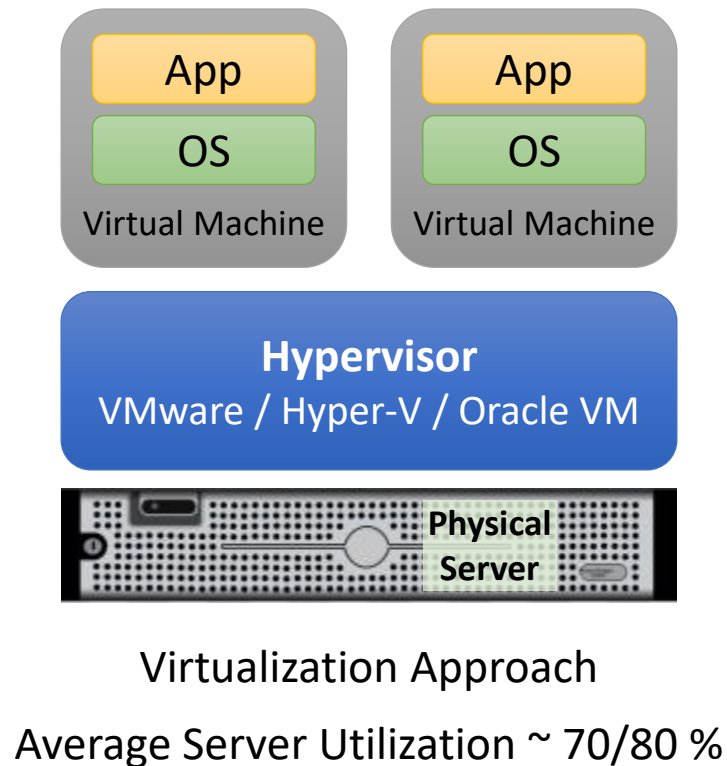 App
App
OS
OS
Virtual Machine
Virtual Machine
Hypervisor
VMware / Hyper-V / Oracle VM
Physical
Server
Virtualization Approach
Average Server Utilization ~ 70/80 %